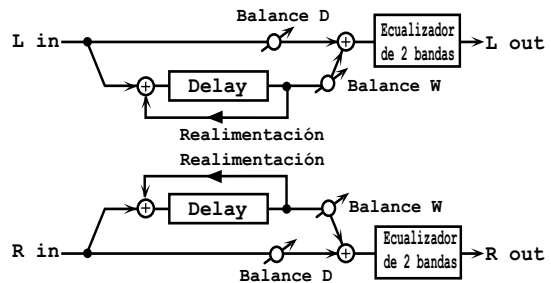 Balance D
L in
Ecualizador
de 2 bandas
L out
Delay
Balance W
Realimentación
Realimentación
Delay
Balance W
R in
Ecualizador
de 2 bandas
R out
Balance D